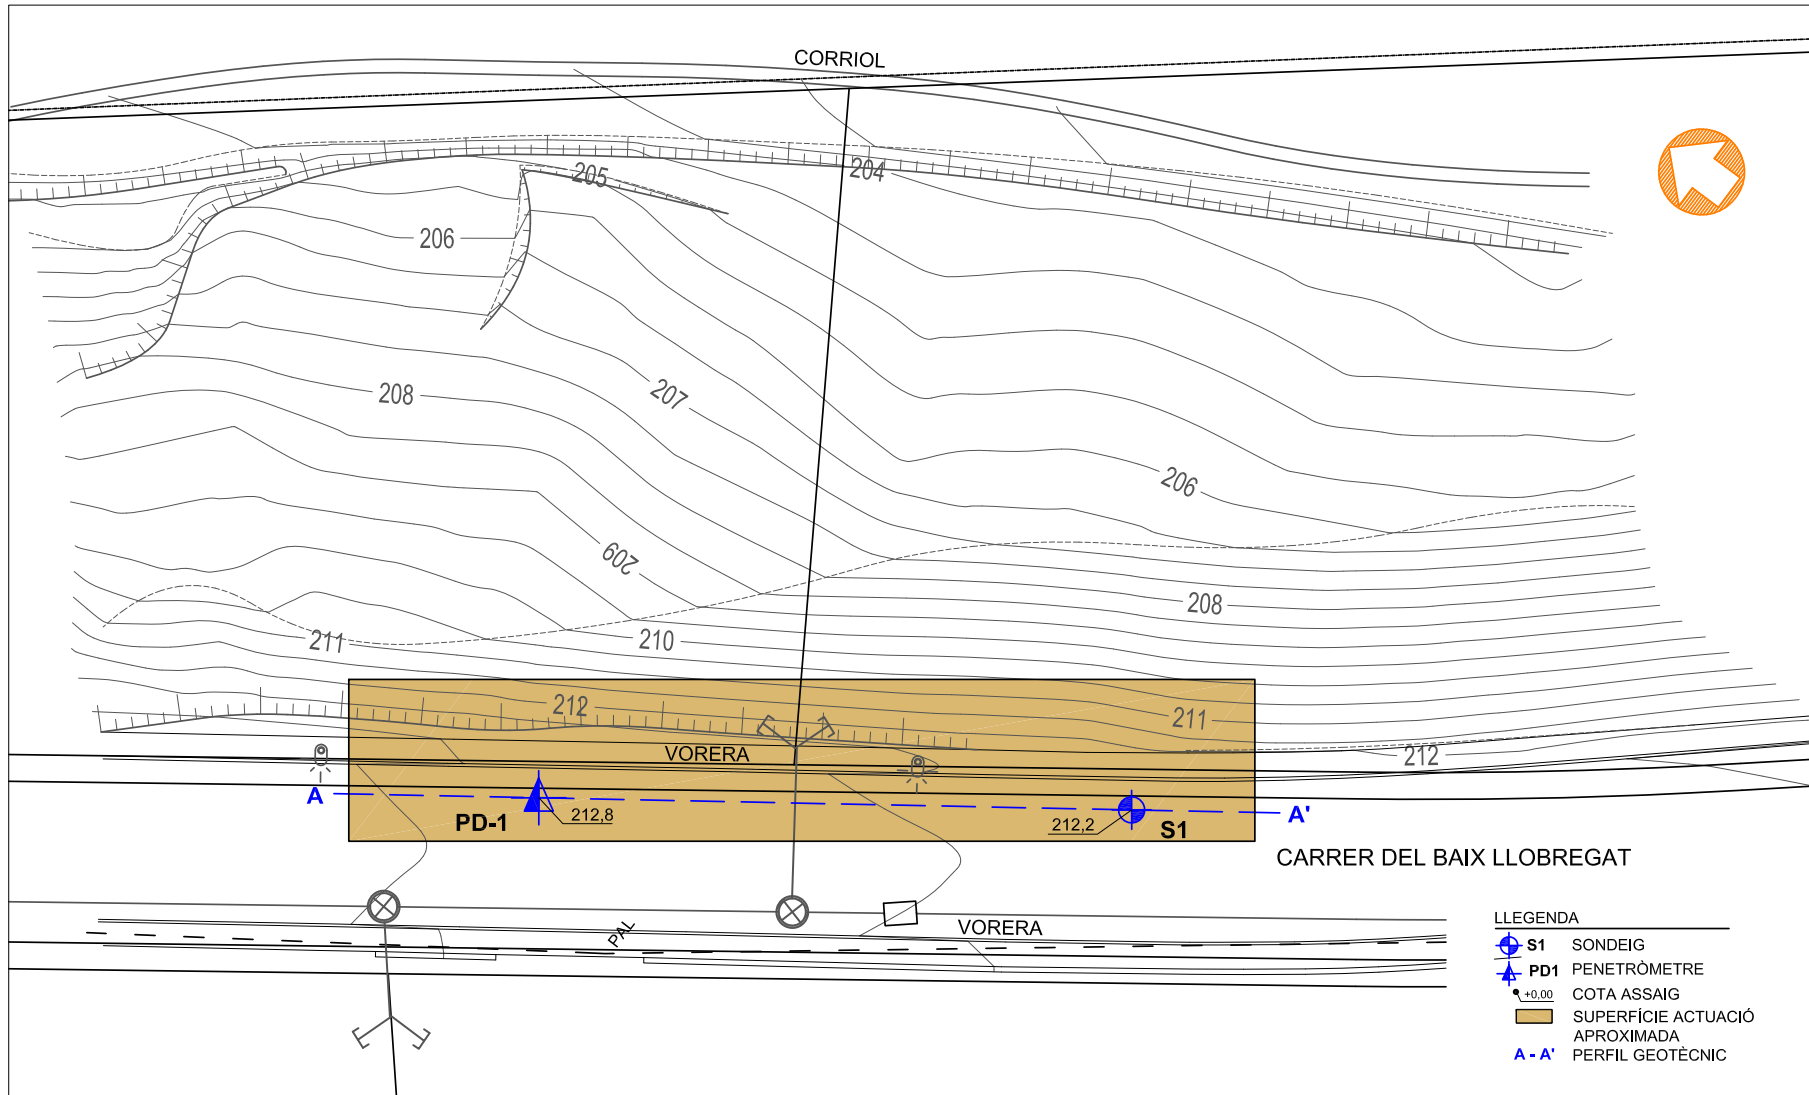 CORRIOL
204
205
206
208
207
206
209
208
211
210
212
211
VORERA
212
A
PD-1
212,8
212,2
S1
A'
CARRER DEL BAIX LLOBREGAT
PAL
VORERA
LLEGENDA
S1 SONDEIG
PD1 PENETRÒMETRE
+0,00 COTA ASSAIG
SUPERFÍCIE ACTUACIÓ
APROXIMADA
A - A' PERFIL GEOTÈCNIC